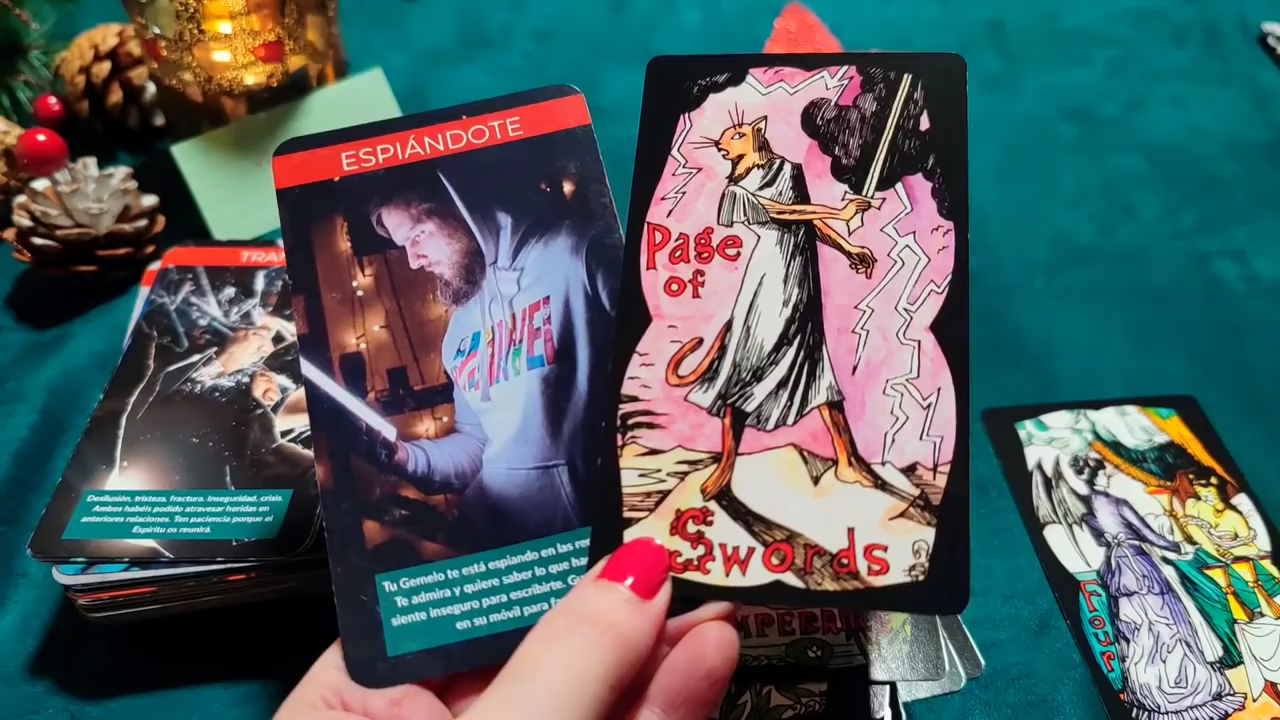 ESPIÁNDOTE
Tu Gemelo te está espiando en las
Te admira y quiere saber lo que
siente inseguro para escribirte.
en su móvil para
Page
of
Swords
Desilusión, tristeza, fractura. Inseguridad, crisis.
Ambos habéis podido atravesar heridas en
anteriores relaciones. Ten paciencia porque el
Espíritu os reunirá.
Four